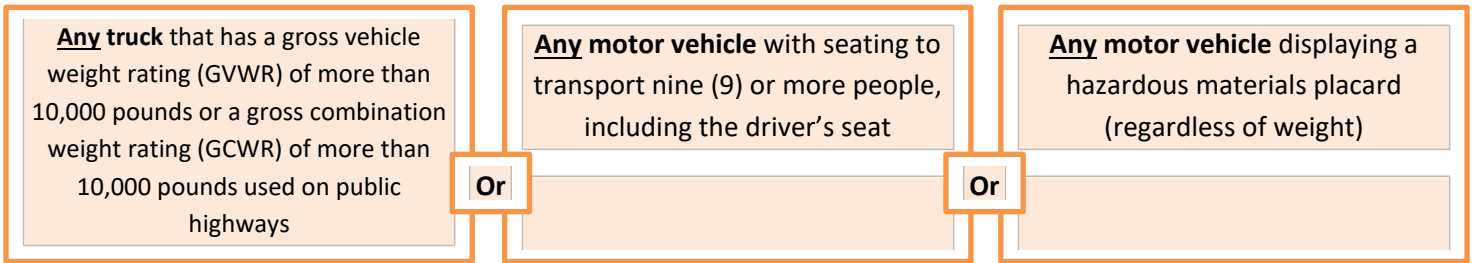 Any truck that has a gross vehicle
weight rating (GVWR) of more than
10,000 pounds or a gross combination
weight rating (GCWR) of more than
10,000 pounds used on public
highways
Or
Any motor vehicle with seating to
transport nine (9) or more people,
including the driver’s seat
Or
Any motor vehicle displaying a
hazardous materials placard
(regardless of weight)